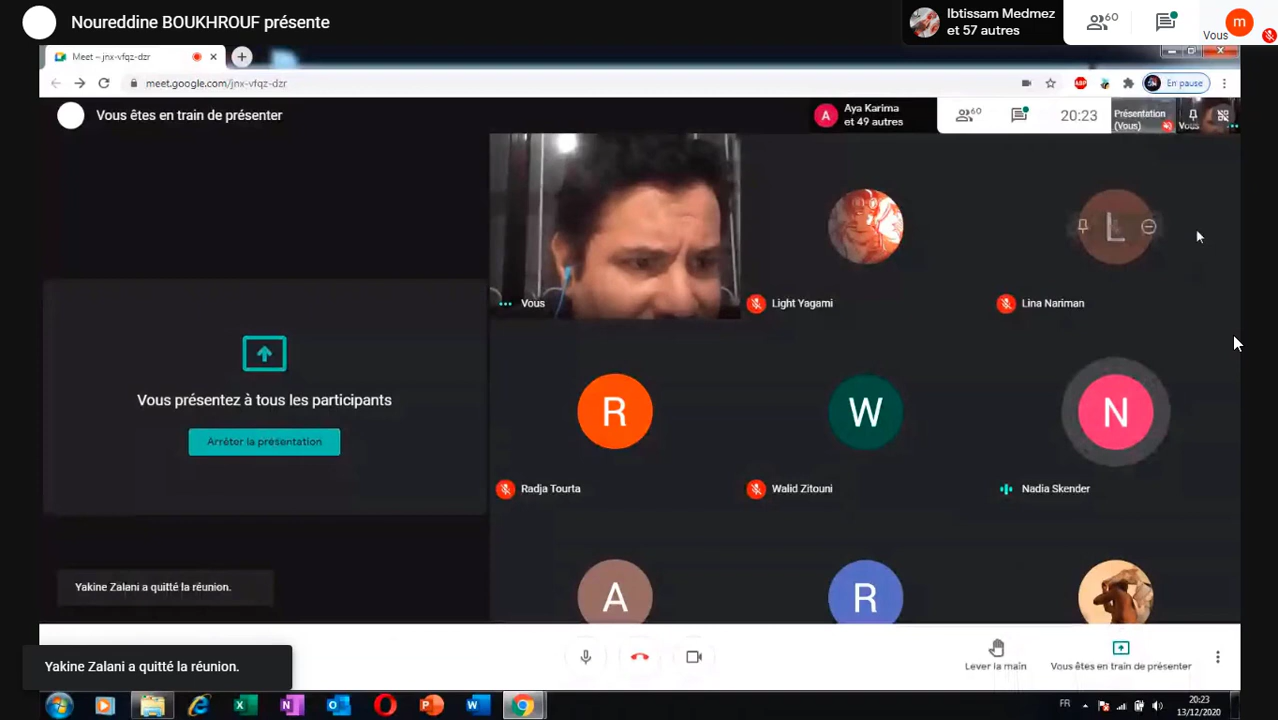 Noureddine BOUKHROUF présente
Ibtissam Medmez
et 57 autres
m
Vous
Meet – jnx-vfqz-dzr
meet.google.com/jnx-vfqz-dzr
ABP
En pause
Vous êtes en train de présenter
A
Aya Karima
et 49 autres
60
20:23
Présentation
(Vous)
Vous
Vous
Light Yagami
L
Lina Nariman
Vous présentez à tous les participants
Arrêter la présentation
R
Radja Tourta
W
Walid Zitouni
N
Nadia Skender
A
R
Yakine Zalani a quitté la réunion.
Yakine Zalani a quitté la réunion.
Lever la main
Vous êtes en train de présenter
FR
20:23
13/12/2020